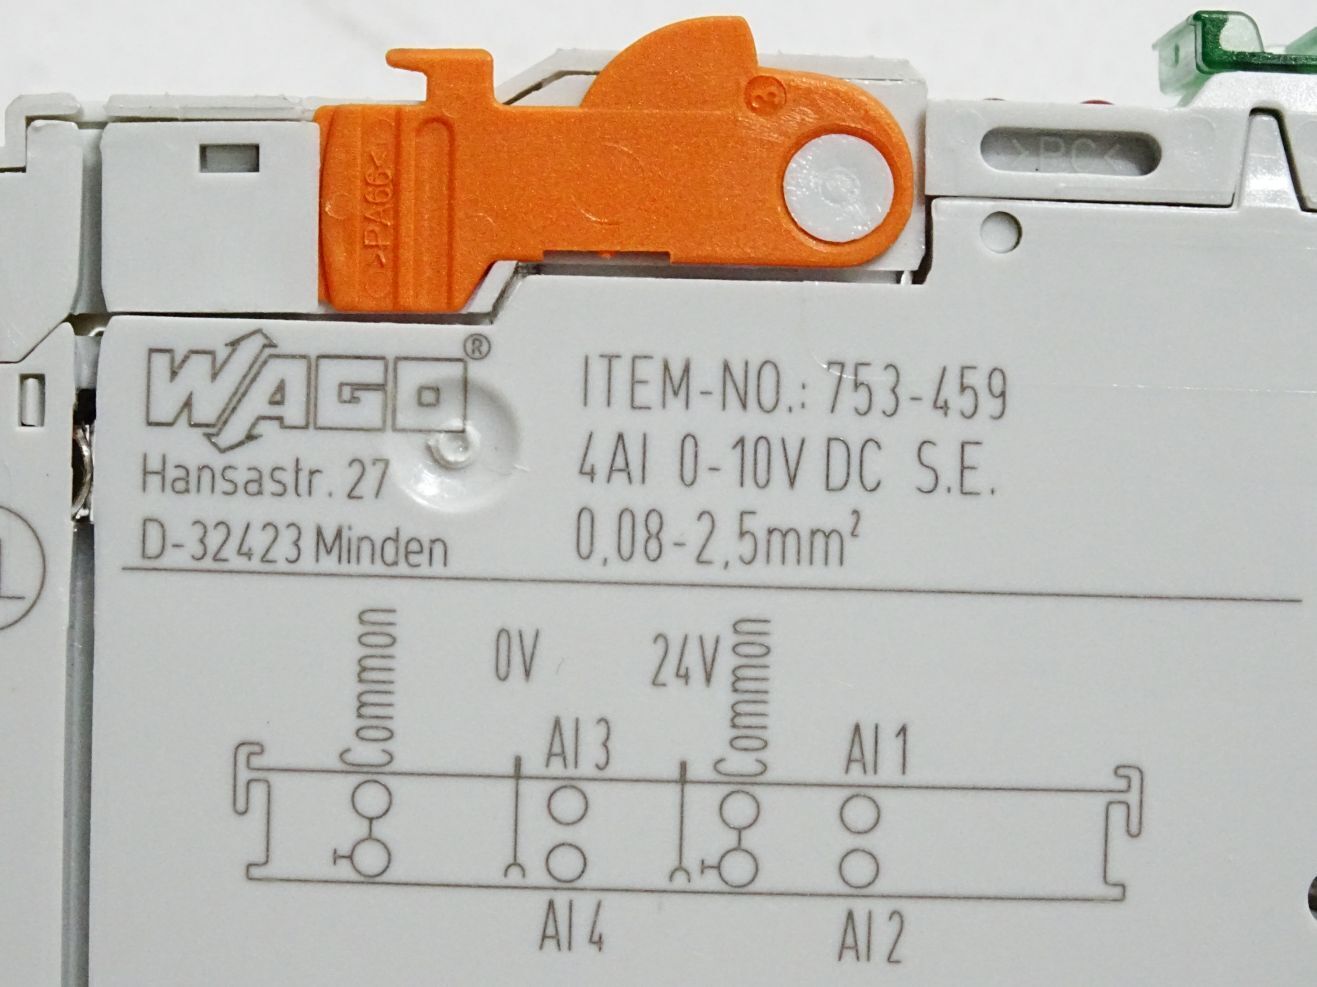 >PA66<
3
>PC<
WAGO®
Hansastr. 27
D-32423 Minden
ITEM-NO.: 753-459
4AI 0-10V DC S.E.
0,08-2,5mm²
Common
0V
24V
Common
AI 3
AI 1
AI 4
AI 2